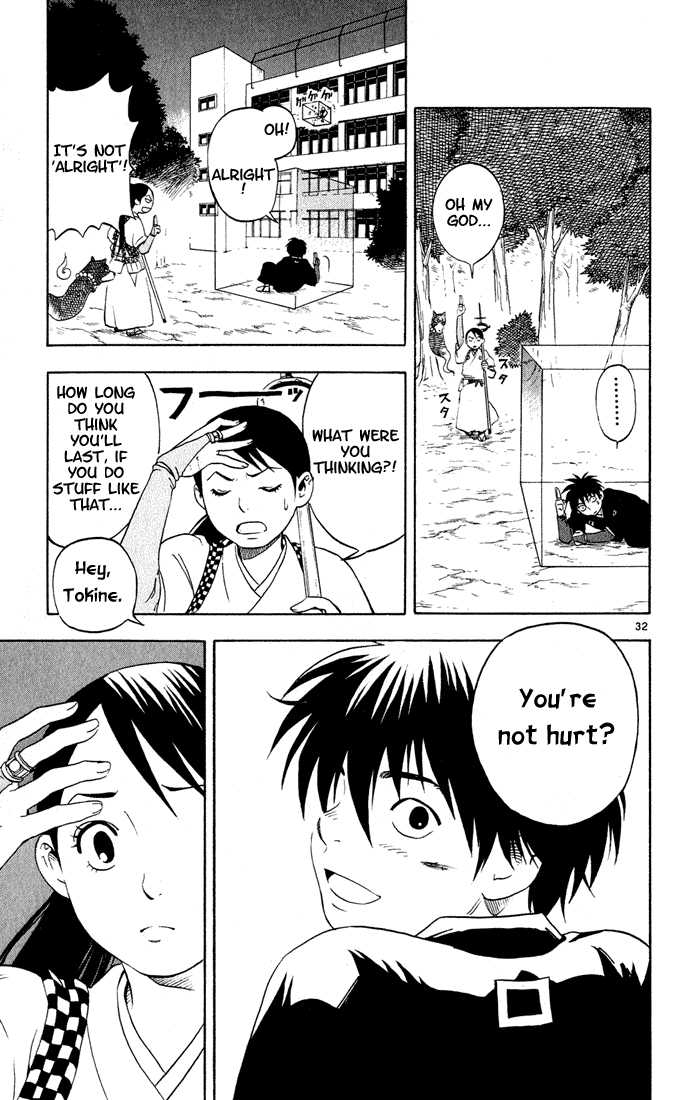 OH MY
GOD...
スタ
スタ
........
OH!
ALRIGHT
!
IT'S NOT
'ALRIGHT'!
WHAT WERE
YOU
THINKING?!
フーーッ
HOW LONG
DO YOU
THINK
YOU'LL
LAST, IF
YOU DO
STUFF LIKE
THAT...
Hey,
Tokine.
32
You're
not hurt?